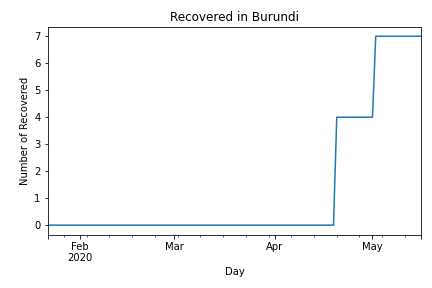 Recovered in Burundi
Number of Recovered
7
6
5
4
3
2
1
0
Feb
2020
Mar
Apr
May
Day